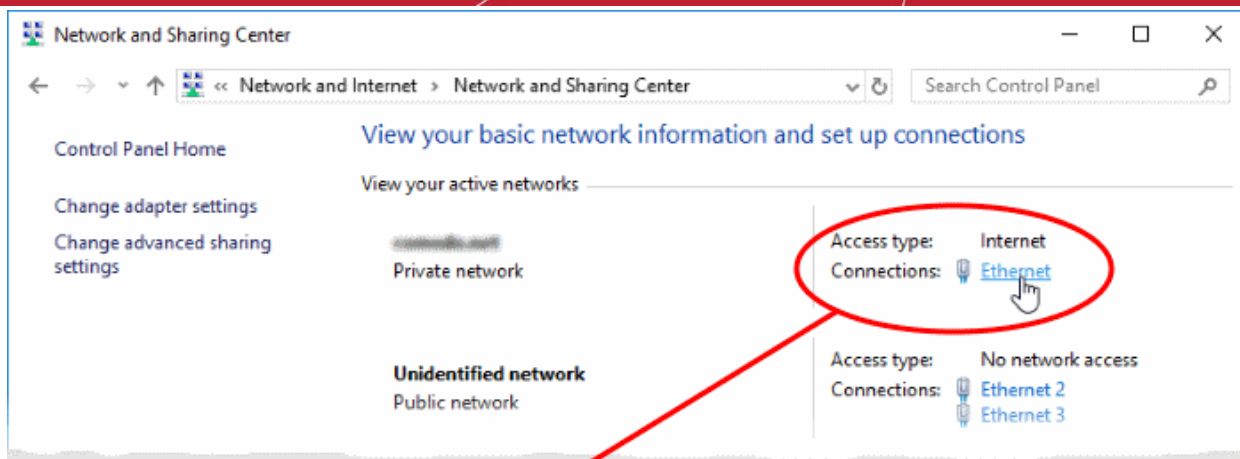 Network and Sharing Center
« Network and Internet > Network and Sharing Center
Search Control Panel
Control Panel Home
Change adapter settings
Change advanced sharing
settings
View your basic network information and set up connections
View your active networks
Private network
Access type: Internet
Connections: Ethernet
Unidentified network
Public network
Access type: No network access
Connections: Ethernet 2
Ethernet 3